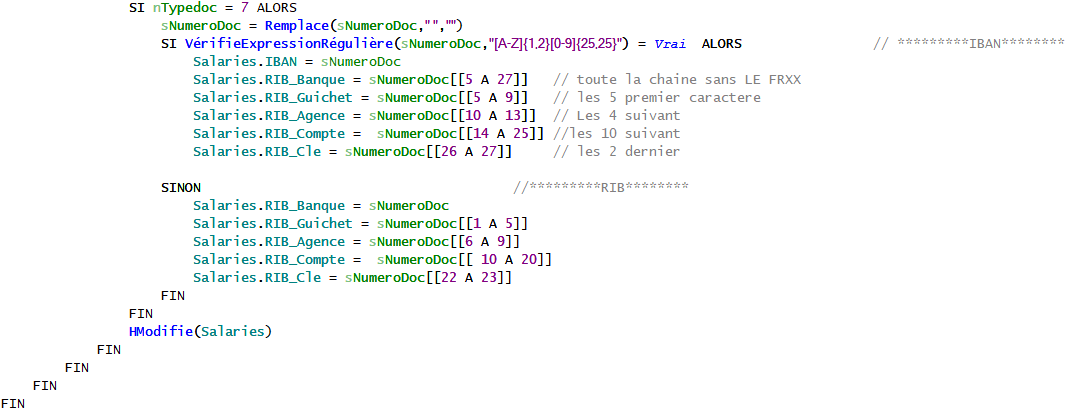 SI nTypedoc = 7 ALORS
sNumeroDoc = Remplace(sNumeroDoc," ","")
SI VérifieExpressionRégulière(sNumeroDoc,"[A-Z]{1,2}[0-9]{25,25}") = Vrai ALORS // *********IBAN********
Salaries.IBAN = sNumeroDoc
Salaries.RIB_Banque = sNumeroDoc[[5 A 27]] // toute la chaine sans LE FRXX
Salaries.RIB_Guichet = sNumeroDoc[[5 A 9]] // les 5 premier caractere
Salaries.RIB_Agence = sNumeroDoc[[10 A 13]] // Les 4 suivant
Salaries.RIB_Compte = sNumeroDoc[[14 A 25]] //les 10 suivant
Salaries.RIB_Cle = sNumeroDoc[[26 A 27]] // les 2 dernier
SINON //*********RIB********
Salaries.RIB_Banque = sNumeroDoc
Salaries.RIB_Guichet = sNumeroDoc[[1 A 5]]
Salaries.RIB_Agence = sNumeroDoc[[6 A 9]]
Salaries.RIB_Compte = sNumeroDoc[[ 10 A 20]]
Salaries.RIB_Cle = sNumeroDoc[[22 A 23]]
FIN
FIN
HModifie(Salaries)
FIN
FIN
FIN
FIN